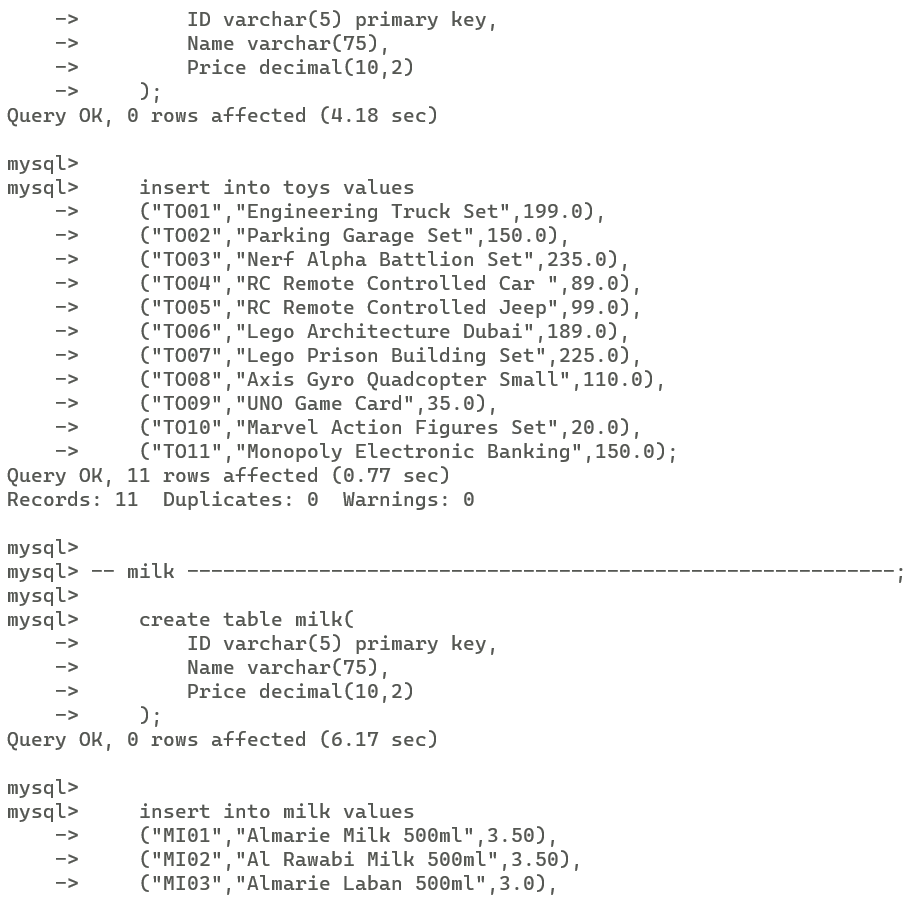 ->         ID varchar(5) primary key,
    ->         Name varchar(75),
    ->         Price decimal(10,2)
    ->     );
Query OK, 0 rows affected (4.18 sec)

mysql>
mysql>     insert into toys values
    ->     ("TO01","Engineering Truck Set",199.0),
    ->     ("TO02","Parking Garage Set",150.0),
    ->     ("TO03","Nerf Alpha Battlion Set",235.0),
    ->     ("TO04","RC Remote Controlled Car ",89.0),
    ->     ("TO05","RC Remote Controlled Jeep",99.0),
    ->     ("TO06","Lego Architecture Dubai",189.0),
    ->     ("TO07","Lego Prison Building Set",225.0),
    ->     ("TO08","Axis Gyro Quadcopter Small",110.0),
    ->     ("TO09","UNO Game Card",35.0),
    ->     ("TO10","Marvel Action Figures Set",20.0),
    ->     ("TO11","Monopoly Electronic Banking",150.0);
Query OK, 11 rows affected (0.77 sec)
Records: 11  Duplicates: 0  Warnings: 0

mysql>
mysql> -- milk -----------------------------------------------------------;
mysql>
mysql>     create table milk(
    ->         ID varchar(5) primary key,
    ->         Name varchar(75),
    ->         Price decimal(10,2)
    ->     );
Query OK, 0 rows affected (6.17 sec)

mysql>
mysql>     insert into milk values
    ->     ("MI01","Almarie Milk 500ml",3.50),
    ->     ("MI02","Al Rawabi Milk 500ml",3.50),
    ->     ("MI03","Almarie Laban 500ml",3.0),